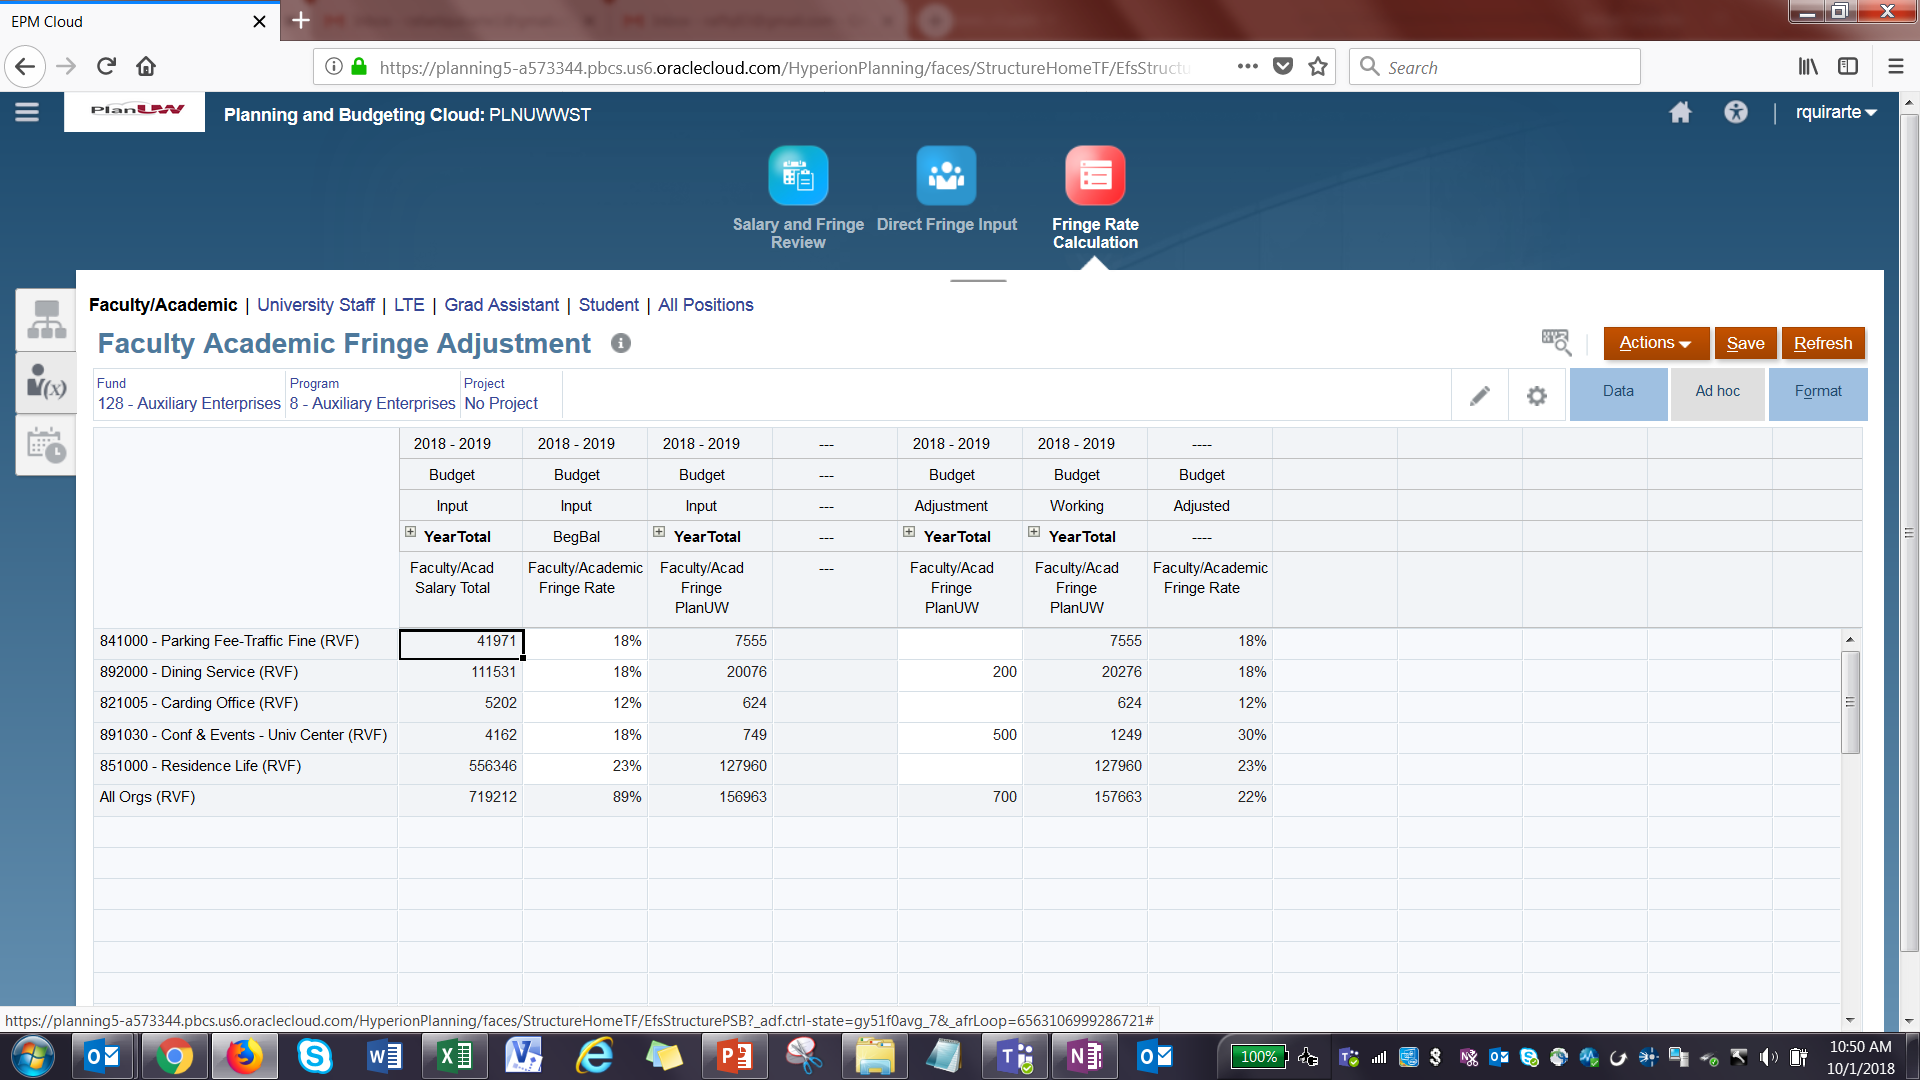 EPM Cloud
https://planning5-a573344.pbcs.us6.oraclecloud.com/HyperionPlanning/faces/StructureHomeTF/EfsStructu
Search
PlanUW
Planning and Budgeting Cloud: PLNUWWST
rquirarte
Salary and Fringe Review
Direct Fringe Input
Fringe Rate Calculation
Faculty/Academic | University Staff | LTE | Grad Assistant | Student | All Positions
Faculty Academic Fringe Adjustment
Actions Save Refresh
Fund Program Project
128 - Auxiliary Enterprises 8 - Auxiliary Enterprises No Project
Data Ad hoc Format
2018 - 2019 2018 - 2019 2018 - 2019 --- 2018 - 2019 2018 - 2019 ----
Budget Budget Budget --- Budget Budget Budget
Input Input Input --- Adjustment Working Adjusted
YearTotal BegBal YearTotal --- YearTotal YearTotal ----
Faculty/Acad Faculty/Academic Faculty/Acad --- Faculty/Acad Faculty/Acad Faculty/Academic
Salary Total Fringe Rate Fringe Fringe Fringe Fringe Rate
PlanUW PlanUW PlanUW
841000 - Parking Fee-Traffic Fine (RVF) 41971 18% 7555 7555 18%
892000 - Dining Service (RVF) 111531 18% 20076 200 20276 18%
821005 - Carding Office (RVF) 5202 12% 624 624 12%
891030 - Conf & Events - Univ Center (RVF) 4162 18% 749 500 1249 30%
851000 - Residence Life (RVF) 556346 23% 127960 127960 23%
All Orgs (RVF) 719212 89% 156963 700 157663 22%
https://planning5-a573344.pbcs.us6.oraclecloud.com/HyperionPlanning/faces/StructureHomeTF/EfsStructurePSB?_adf.ctrl-state=gy51f0avg_7&_afrLoop=6563106999286721#
100%
10:50 AM
10/1/2018